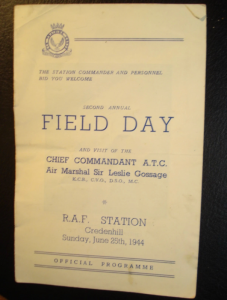 THE STATION COMMANDER AND PERSONNEL
BID YOU WELCOME
SECOND ANNUAL
FIELD DAY
AND VISIT OF THE
CHIEF COMMANDANT A.T.C.
Air Marshal Sir Leslie Gossage
K.C.B., C.V.O., D.S.O., M.C.
R.A.F. STATION
Credenhill
Sunday, June 25th, 1944
OFFICIAL PROGRAMME